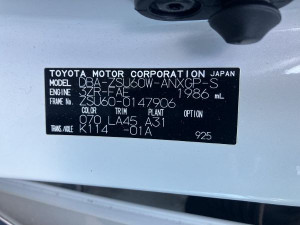 TOYOTA MOTOR CORPORATION JAPAN
MODEL DBA-ZSU60W-ANXGP-S
ENGINE 3ZR-FAE 1986 mL
FRAME No. ZSU60-0147906
COLOR TRIM PLANT OPTION
070 LA45 A31
TRANS/AXLE K114 -01A
925